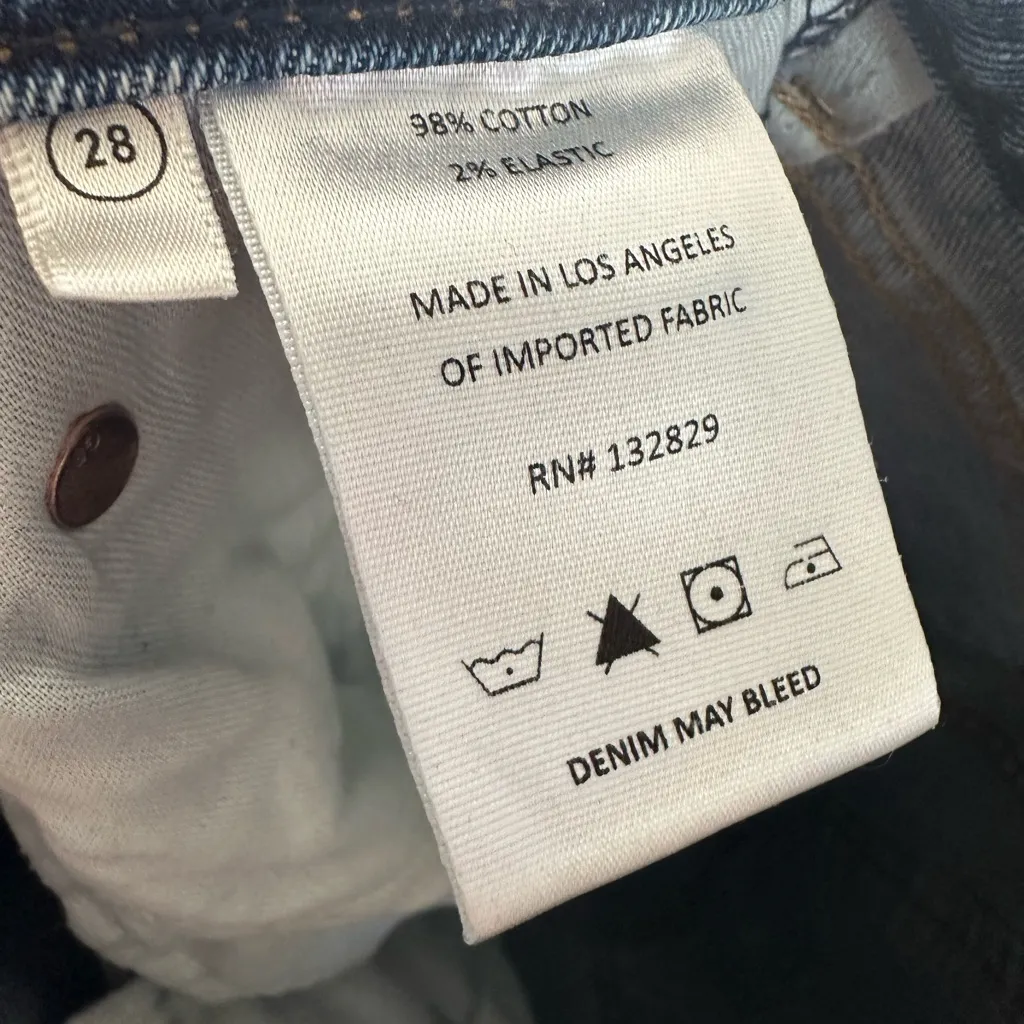 28
98% COTTON
2% ELASTIC
MADE IN LOS ANGELES
OF IMPORTED FABRIC
RN# 132829
DENIM MAY BLEED